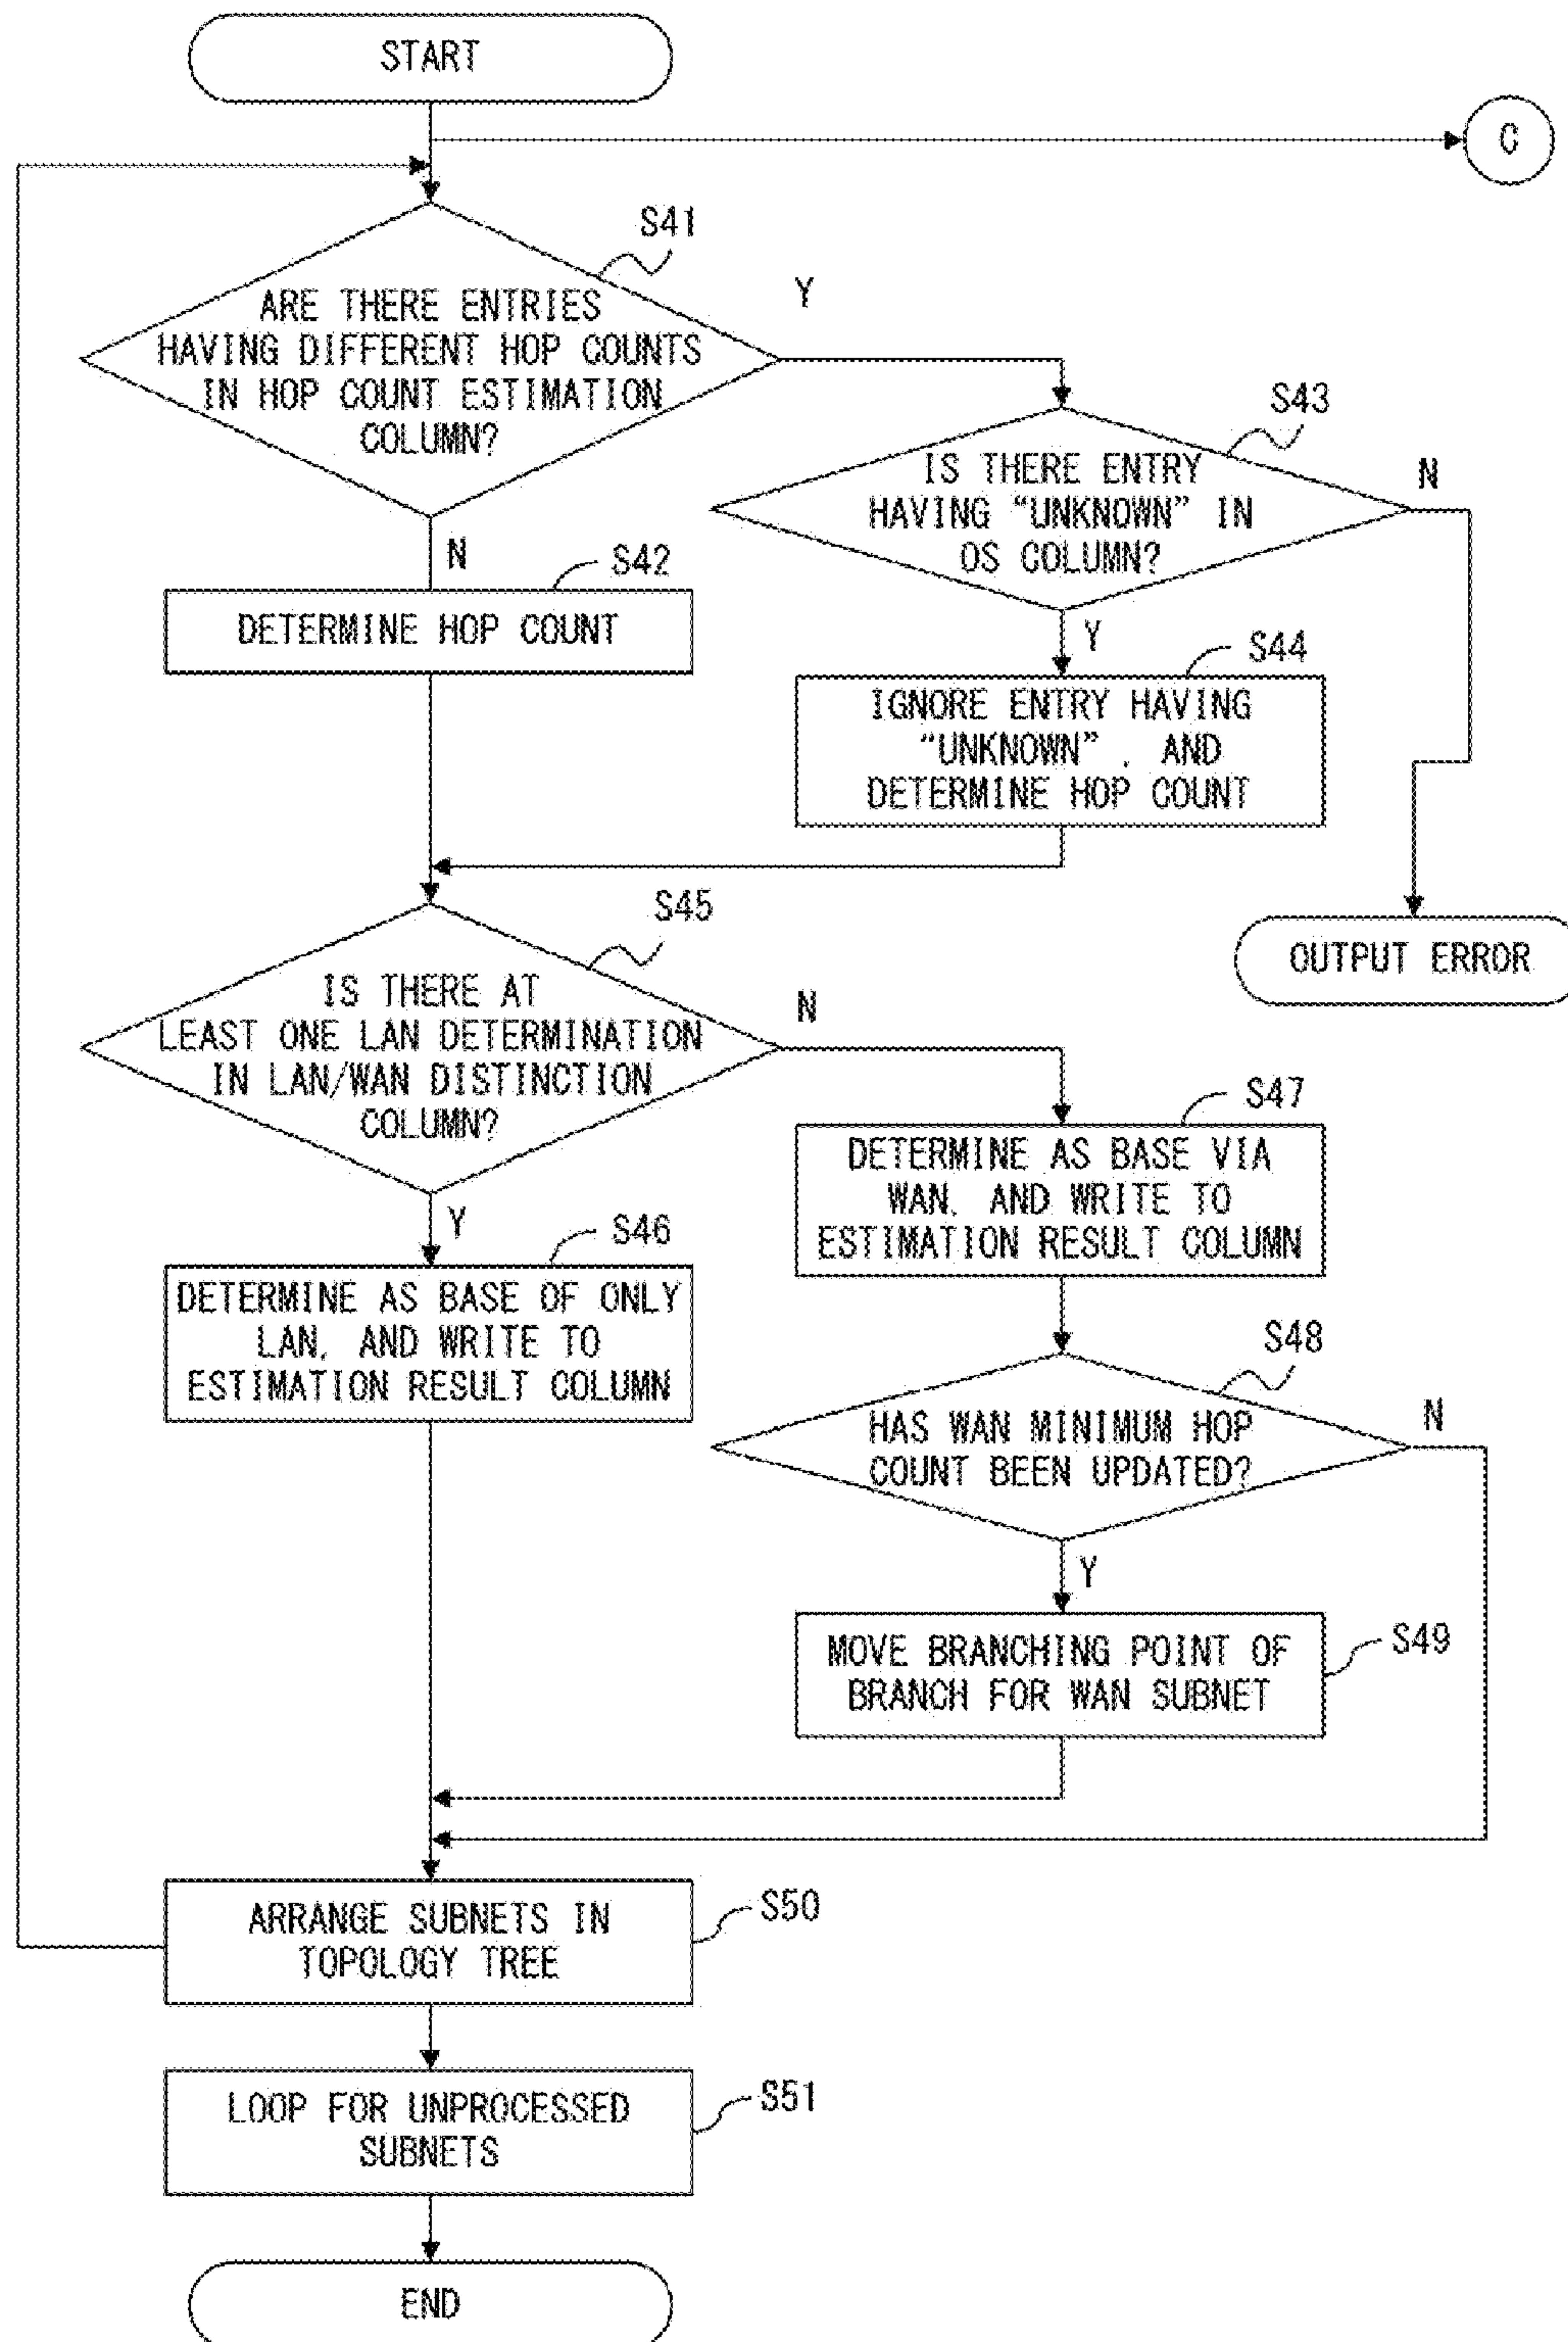 START
C
S41
ARE THERE ENTRIES
HAVING DIFFERENT HOP COUNTS
IN HOP COUNT ESTIMATION
COLUMN?
Y
N
S43
IS THERE ENTRY
HAVING “UNKNOWN” IN
OS COLUMN?
N
Y
S42
DETERMINE HOP COUNT
S44
IGNORE ENTRY HAVING
“UNKNOWN”, AND
DETERMINE HOP COUNT
OUTPUT ERROR
S45
IS THERE AT
LEAST ONE LAN DETERMINATION
IN LAN/WAN DISTINCTION
COLUMN?
N
Y
S46
DETERMINE AS BASE OF ONLY
LAN, AND WRITE TO
ESTIMATION RESULT COLUMN
S47
DETERMINE AS BASE VIA
WAN, AND WRITE TO
ESTIMATION RESULT COLUMN
S48
HAS WAN MINIMUM HOP
COUNT BEEN UPDATED?
N
Y
MOVE BRANCHING POINT OF
BRANCH FOR WAN SUBNET
S49
ARRANGE SUBNETS IN
TOPOLOGY TREE
S50
LOOP FOR UNPROCESSED
SUBNETS
S51
END